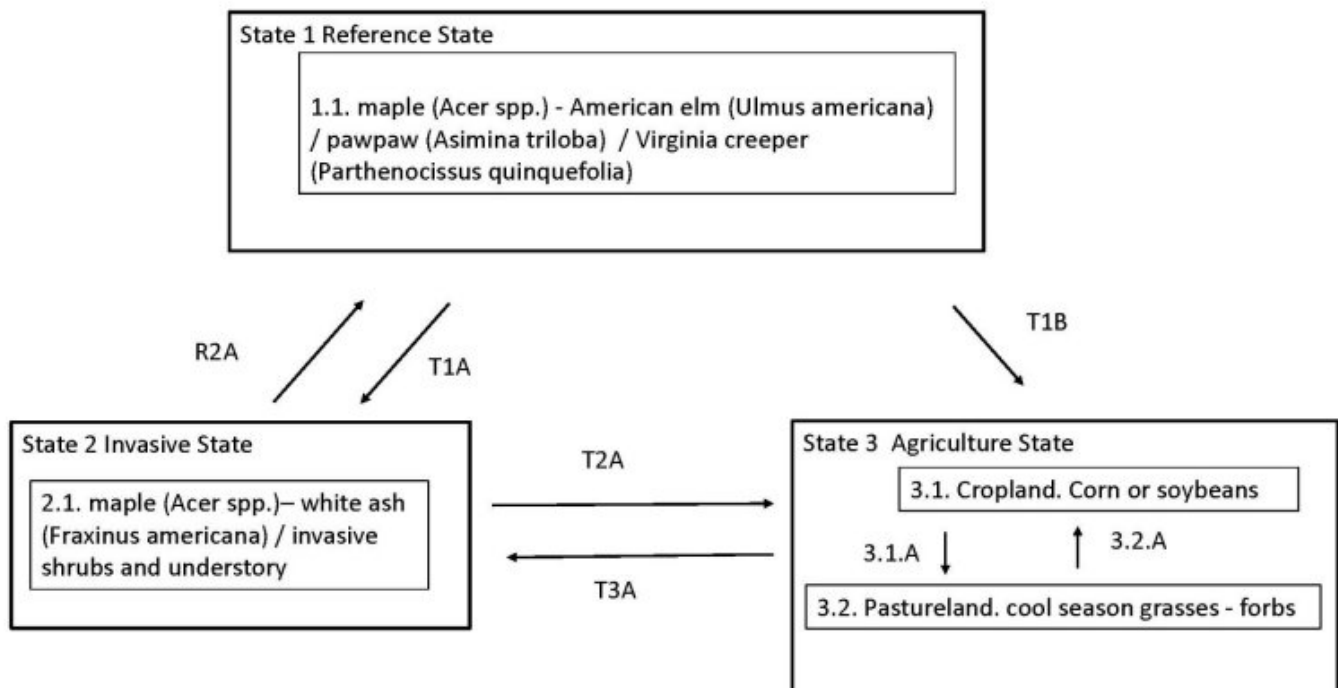 State 1 Reference State
1.1. maple (Acer spp.) - American elm (Ulmus americana)
/ pawpaw (Asimina triloba)  / Virginia creeper
(Parthenocissus quinquefolia)
R2A
T1A
T1B
State 2 Invasive State
2.1. maple (Acer spp.)– white ash
(Fraxinus americana) / invasive
shrubs and understory
T2A
T3A
State 3  Agriculture State
3.1. Cropland. Corn or soybeans
3.1.A
3.2.A
3.2. Pastureland. cool season grasses - forbs